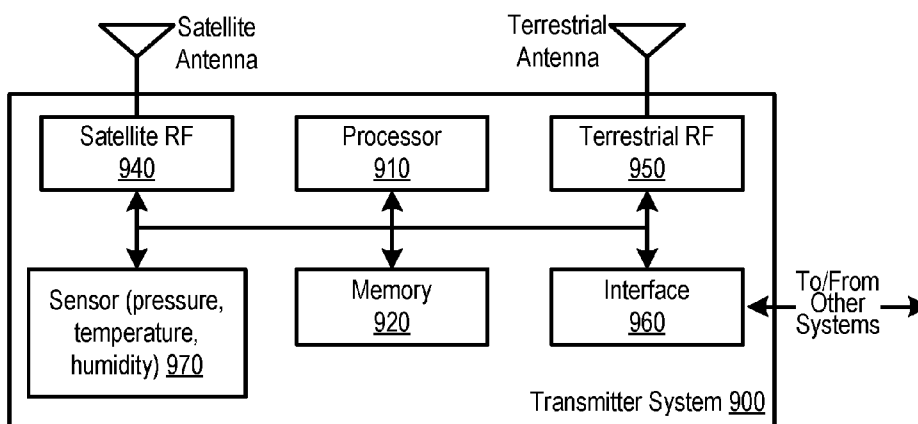 Satellite
Antenna
Terrestrial
Antenna
Satellite RF
940
Processor
910
Terrestrial RF
950
Sensor (pressure,
temperature,
humidity) 970
Memory
920
Interface
960
To/From
Other
Systems
Transmitter System 900